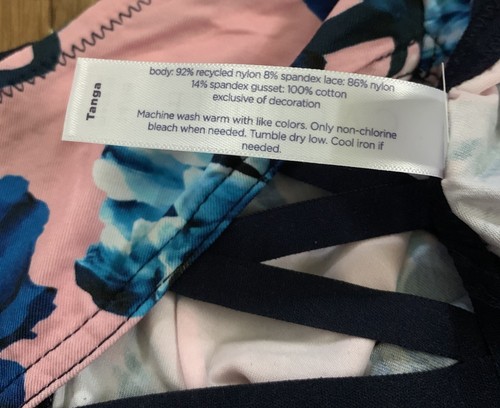 Tanga
body: 92% recycled nylon 8% spandex lace: 86% nylon
14% spandex gusset: 100% cotton
exclusive of decoration
Machine wash warm with like colors. Only non-chlorine
bleach when needed. Tumble dry low. Cool iron if
needed.